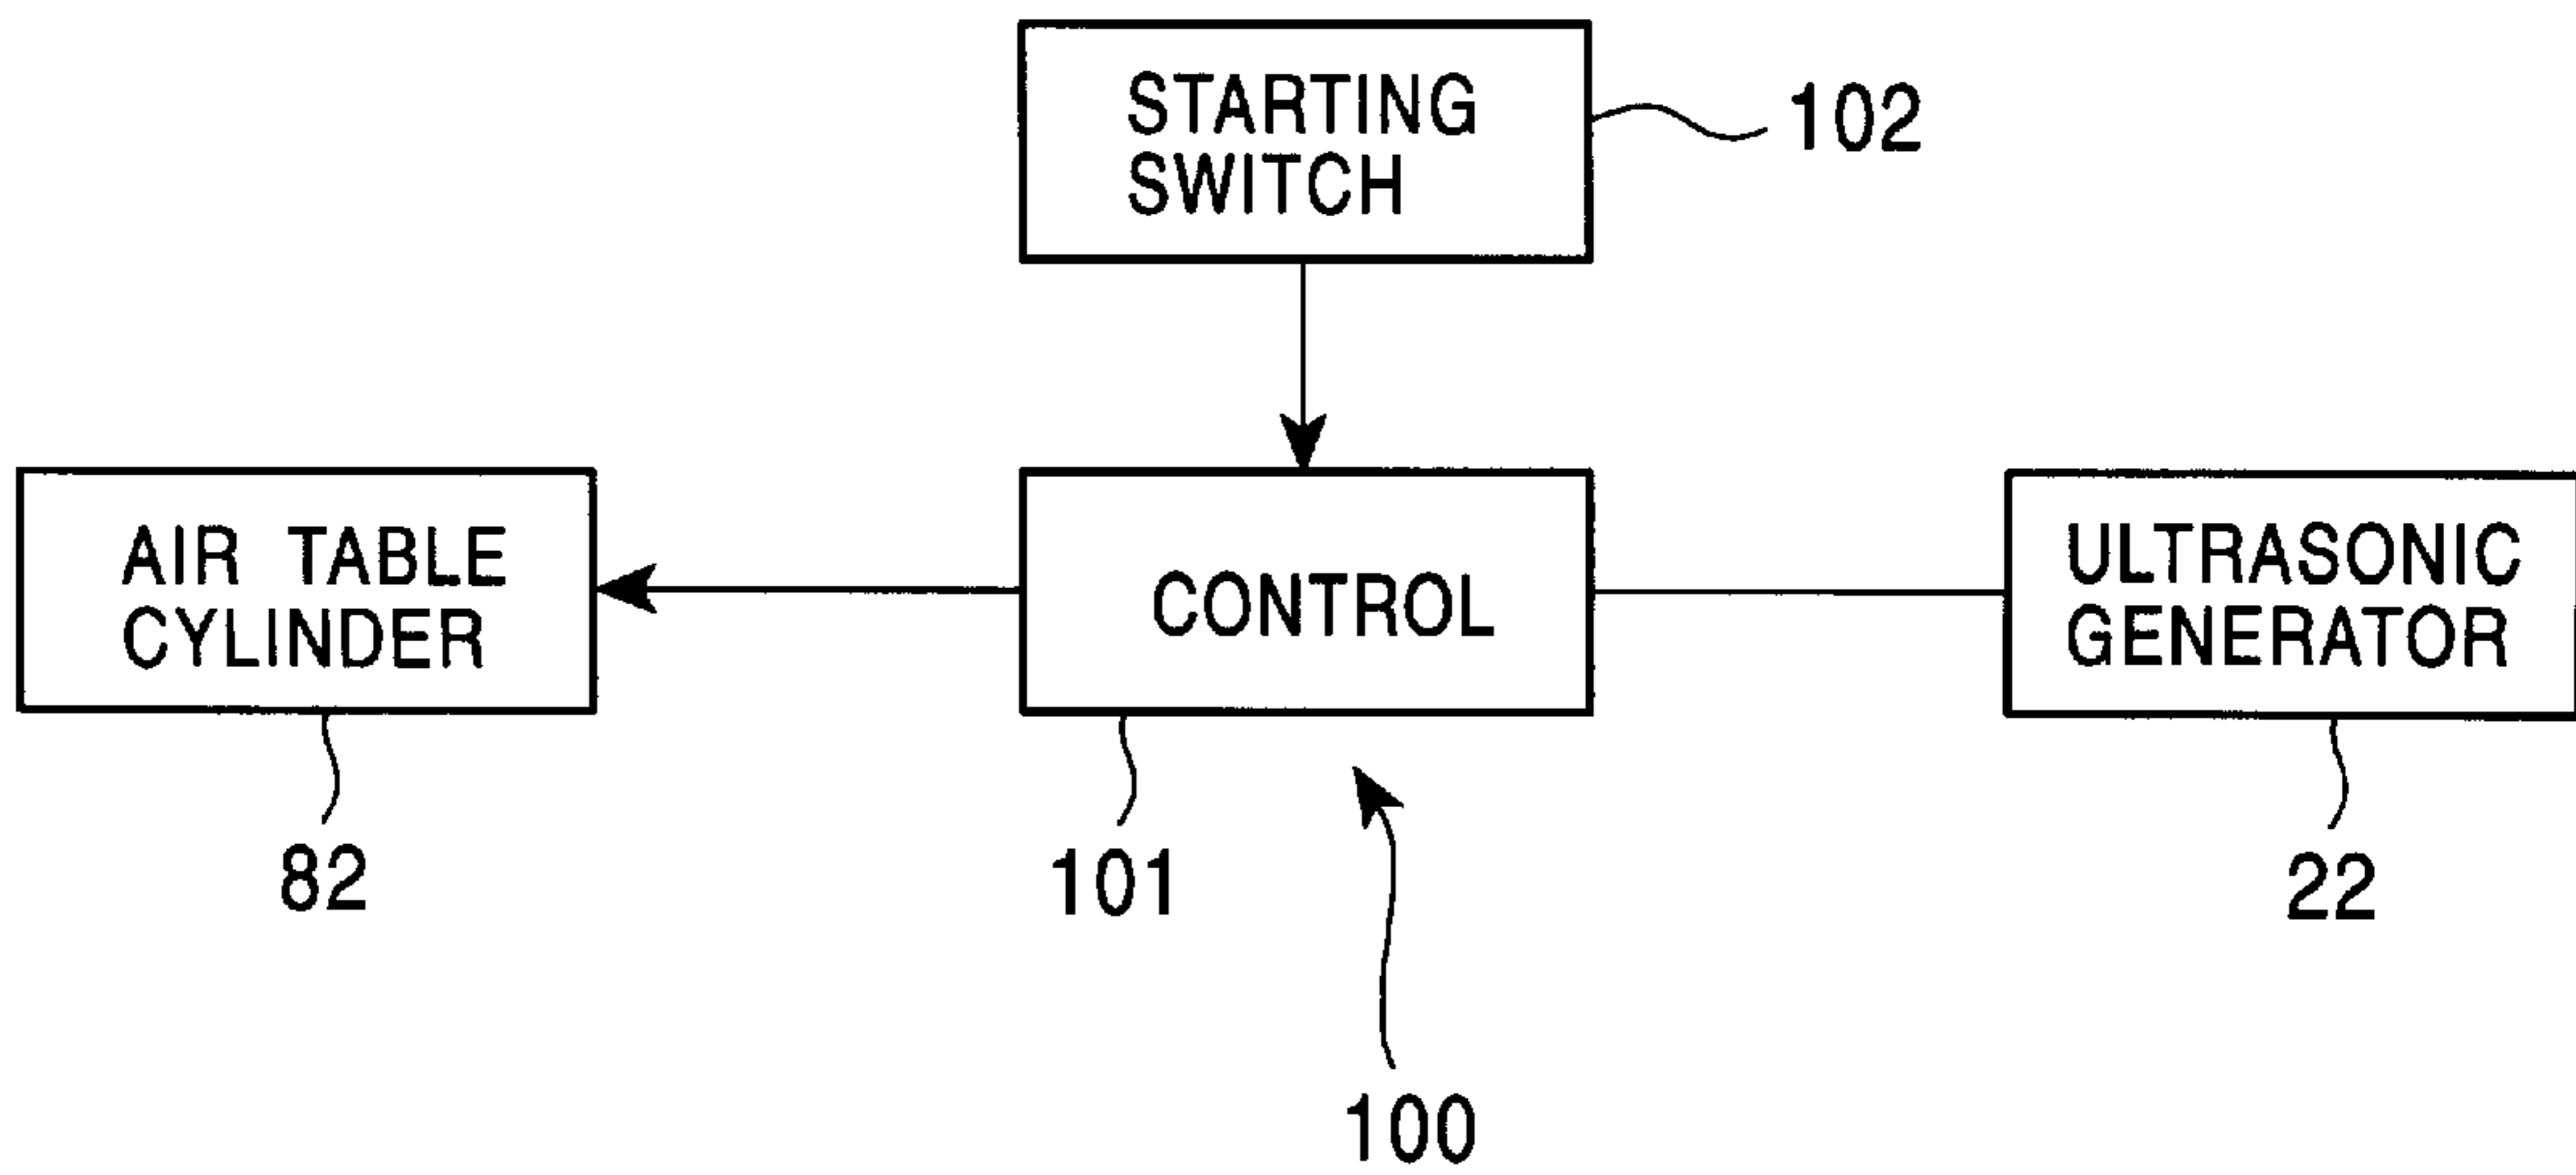 STARTING
SWITCH
102
AIR TABLE
CYLINDER
CONTROL
ULTRASONIC
GENERATOR
82
101
22
100